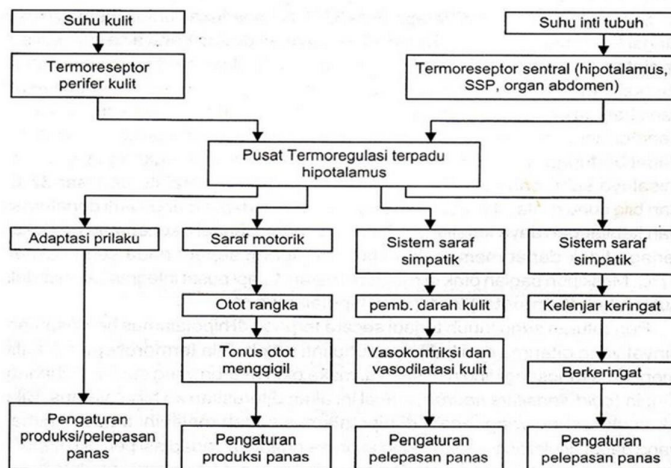 Suhu kulit
Suhu inti tubuh
Termoreseptor
perifer kulit
Termoreseptor sentral (hipotalamus,
SSP, organ abdomen)
Pusat Termoregulasi terpadu
hipotalamus
Adaptasi prilaku
Saraf motorik
Sistem saraf
simpatik
Sistem saraf
simpatik
Otot rangka
pemb. darah kulit
Kelenjar keringat
Tonus otot
menggigil
Vasokontriksi dan
vasodilatasi kulit
Berkeringat
Pengaturan
produksi/pelepasan
panas
Pengaturan
produksi panas
Pengaturan
pelepasan panas
Pengaturan
pelepasan panas